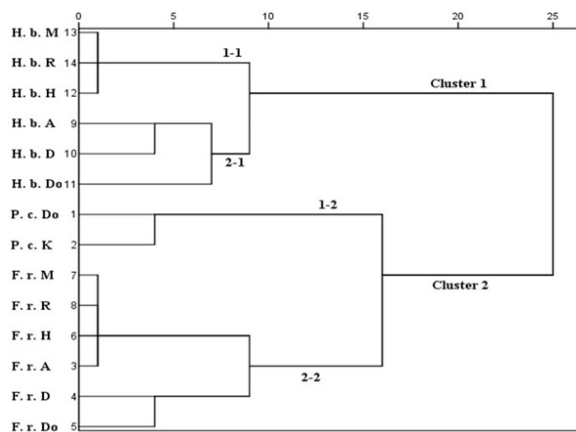 0 5 10 15 20 25
H. b. M 13
1-1
H. b. R 14
Cluster 1
H. b. H 12
H. b. A 9
H. b. D 10
2-1
H. b. Do 11
1-2
P. c. Do 1
P. c. K 2
F. r. M 7
Cluster 2
F. r. R 8
F. r. H 6
F. r. A 3
2-2
F. r. D 4
F. r. Do 5